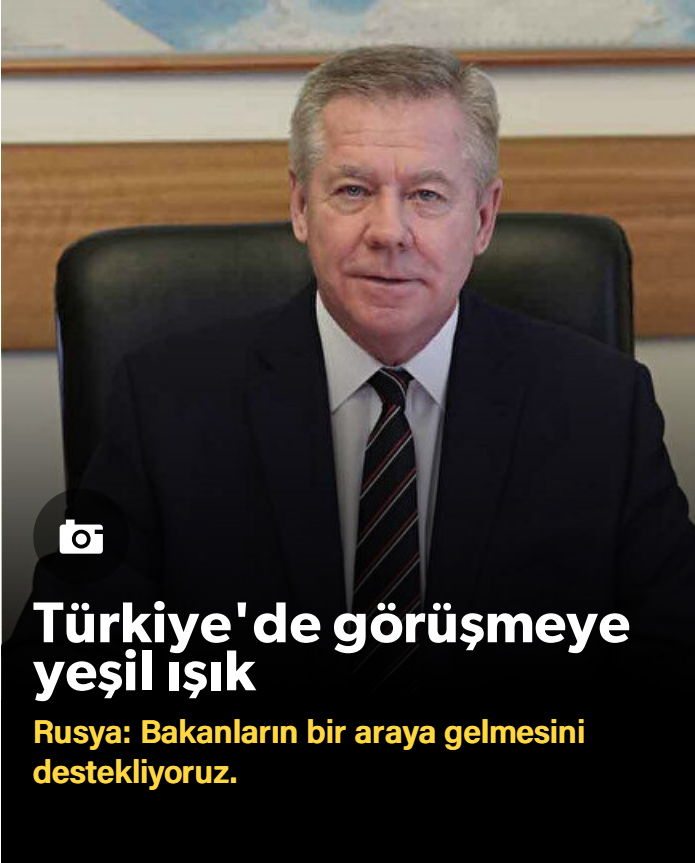 Türkiye'de görüşmeye
yeşil ışık
Rusya: Bakanların bir araya gelmesini
destekliyoruz.